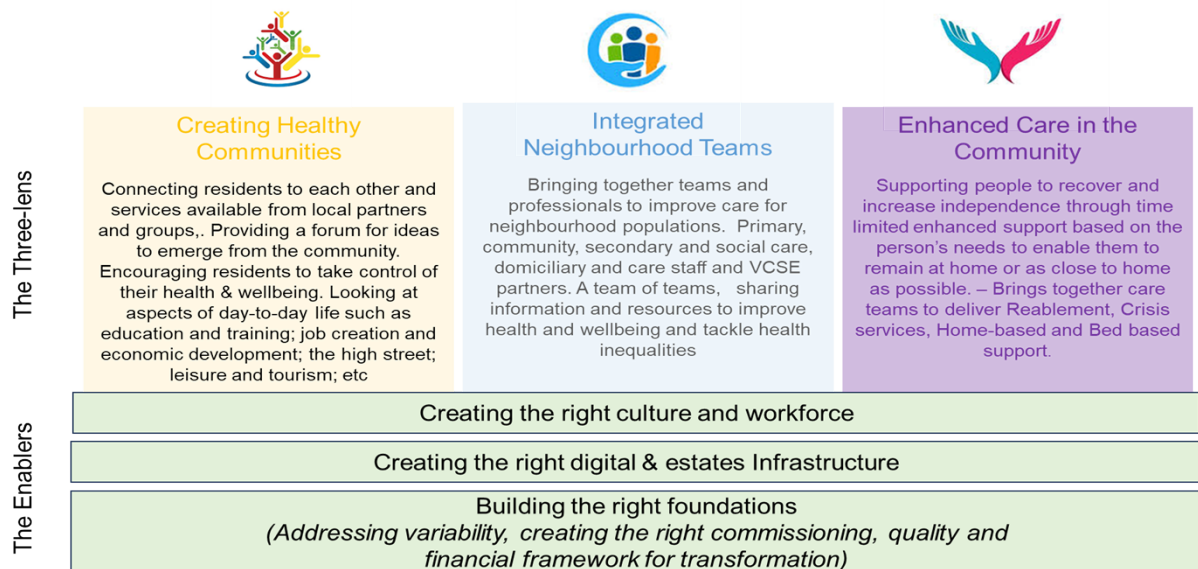 The Three-lens
Creating Healthy
Communities
Connecting residents to each other and
services available from local partners
and groups,. Providing a forum for ideas
to emerge from the community.
Encouraging residents to take control of
their health & wellbeing. Looking at
aspects of day-to-day life such as
education and training; job creation and
economic development; the high street;
leisure and tourism; etc
Integrated
Neighbourhood Teams
Bringing together teams and
professionals to improve care for
neighbourhood populations. Primary,
community, secondary and social care,
domiciliary and care staff and VCSE
partners. A team of teams, sharing
information and resources to improve
health and wellbeing and tackle health
inequalities
Enhanced Care in the
Community
Supporting people to recover and
increase independence through time
limited enhanced support based on the
person's needs to enable them to
remain at home or as close to home
as possible. – Brings together care
teams to deliver Reablement, Crisis
services, Home-based and Bed based
support.
The Enablers
Creating the right culture and workforce
Creating the right digital & estates Infrastructure
Building the right foundations
(Addressing variability, creating the right commissioning, quality and
financial framework for transformation)